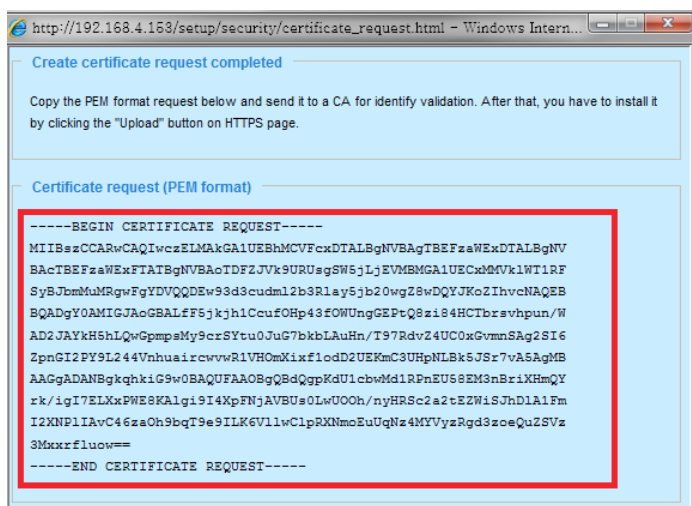 http://192.168.4.153/setup/security/certificate_request.html - Windows Intern...
Create certificate request completed
Copy the PEM format request below and send it to a CA for identify validation. After that, you have to install it
by clicking the "Upload" button on HTTPS page.
Certificate request (PEM format)
-----BEGIN CERTIFICATE REQUEST-----
MIIBszCCARwCAQIwczELMAkGA1UEBhMCVFcxDTALBgNVBAgTBEFzaWExDTALBgNV
BAcTBEFzaWExFTATBgNVBAoTDFZJVk9URUsgSW5jLjEVMBMGA1UECxMMVklWT1RF
SyBJbmMuMRgwFgYDVQQDEw93d3cudml2b3Rlay5jb20wgZ8wDQYJKoZIhvcNAQEB
BQADgY0AMIGJAoGBALfF5jkjh1CcufOHp43fOWUngGEPtQ8zi84HCTbrsvhpun/W
AD2JAYkH5hLQwGpmpsMy9crSYtu0JuG7bkbLAuHn/T97RdvZ4UC0xGvmnSAg2SI6
ZpnGI2PY9L244VnhuaircwvwR1VHOmXixf1odD2UEKmC3UHpNLBk5JSr7vA5AgMB
AAGgADANBgkqhkiG9w0BAQUFAAOBgQBdQgpKdU1cbwMd1RPnEU58EM3nBriXHmQY
rk/igI7ELXxPWE8KAlgi9I4XpFNjAVBUs0LwUOOh/nyHRSc2a2tEZWiSJhDlA1Fm
I2XNPlIAvC46zaOh9bqT9e9ILK6VllwClpRXNmoEuUqNz4MYVyzRgd3zoeQuZSVz
3Mxxrfluow==
-----END CERTIFICATE REQUEST-----